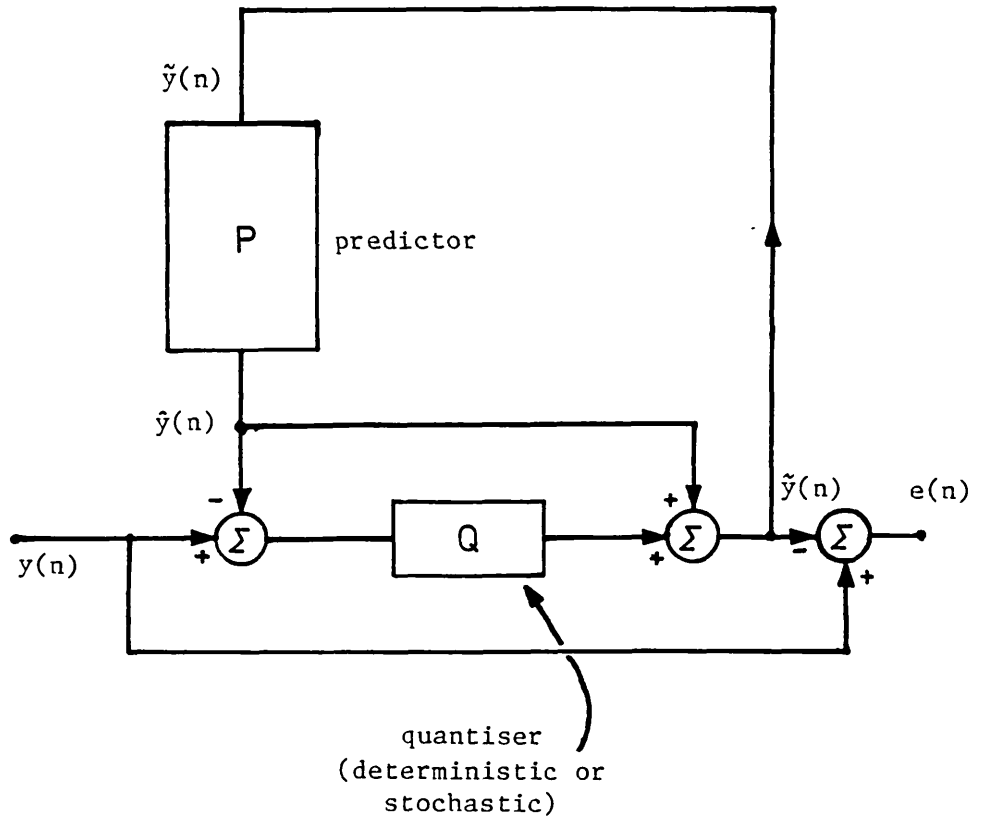 ỹ(n)
P
predictor
ŷ(n)
-
+
Σ
Q
+
+
Σ
ỹ(n)
-
+
Σ
e(n)
y(n)
quantiser
(deterministic or
stochastic)